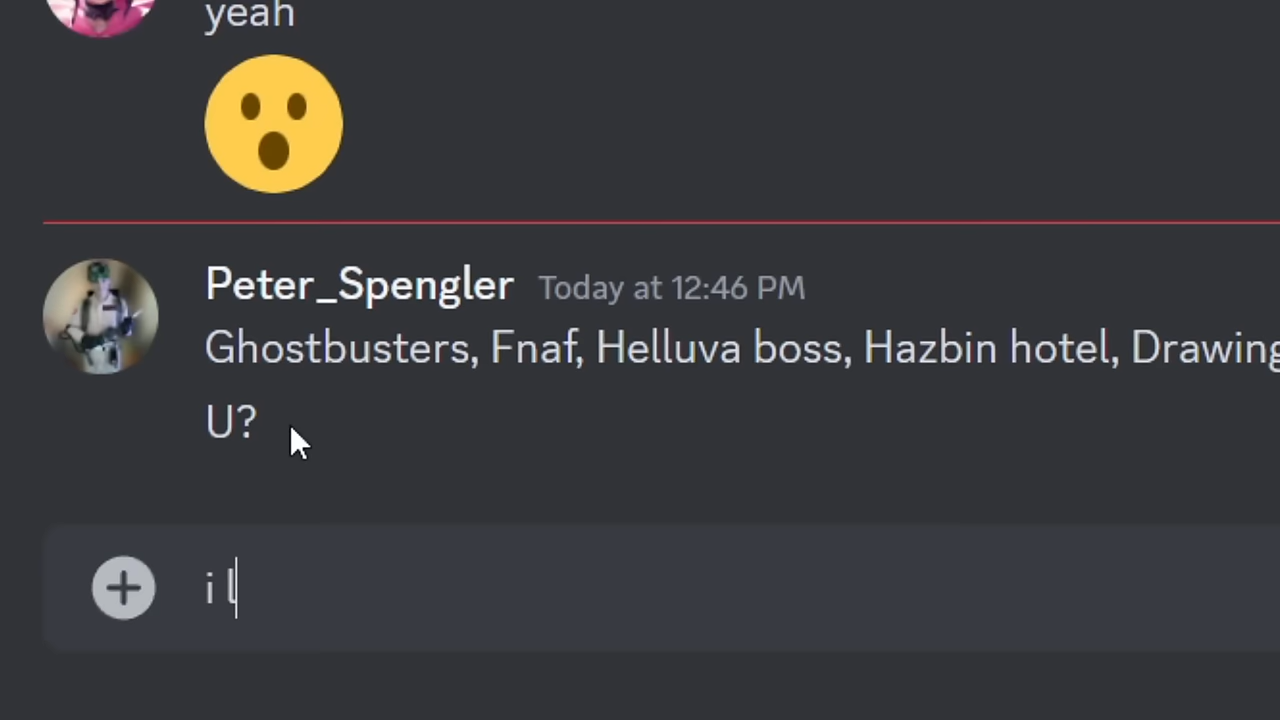 yeah
Peter_Spengler Today at 12:46 PM
Ghostbusters, Fnaf, Helluva boss, Hazbin hotel, Drawing
U?
i l